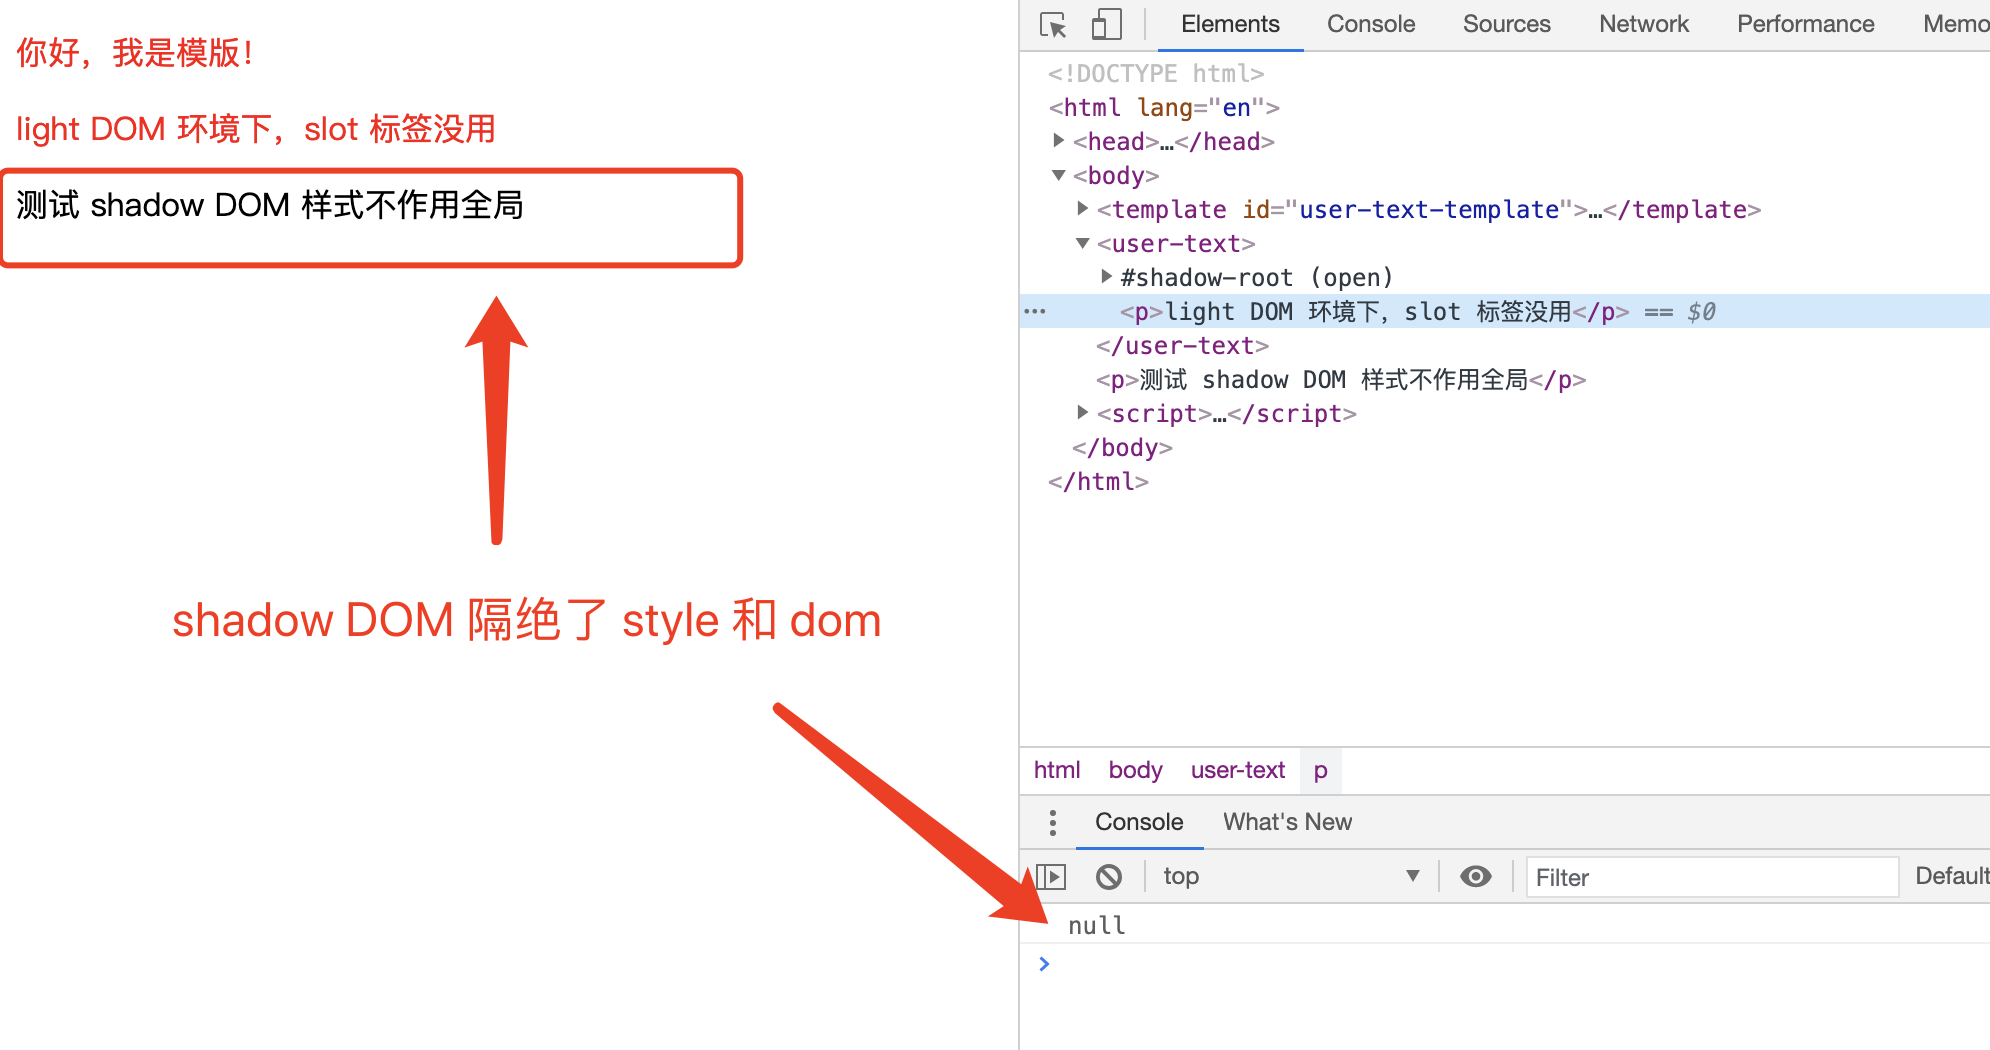 你好，我是模版！
light DOM 环境下，slot 标签没用
测试 shadow DOM 样式不作用全局
shadow DOM 隔绝了 style 和 dom
Elements Console Sources Network Performance Memo
<!DOCTYPE html>
<html lang="en">
<head>…</head>
<body>
<template id="user-text-template">…</template>
<user-text>
#shadow-root (open)
<p>light DOM 环境下，slot 标签没用</p> == $0
</user-text>
<p>测试 shadow DOM 样式不作用全局</p>
<script>…</script>
</body>
</html>
html body user-text p
Console What's New
top Filter Default
null